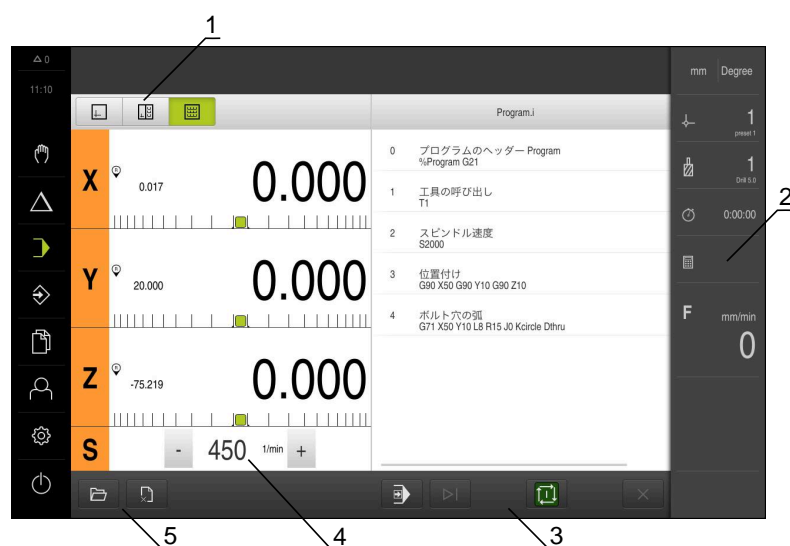 1
0
11:10
mm Degree
Program.i
1
preset 1
1
Drill 5.0
0:00:00
2
F mm/min
0
X R 0.017 0.000
Y R 20.000 0.000
Z R -75.219 0.000
S - 450 1/min +
0 プログラムのヘッダー Program
%Program G21
1 工具の呼び出し
T1
2 スピンドル速度
S2000
3 位置付け
G90 X50 G90 Y10 G90 Z10
4 ボルト穴の弧
G71 X50 Y10 L8 R15 J0 Kcircle Dthru
5
4
3